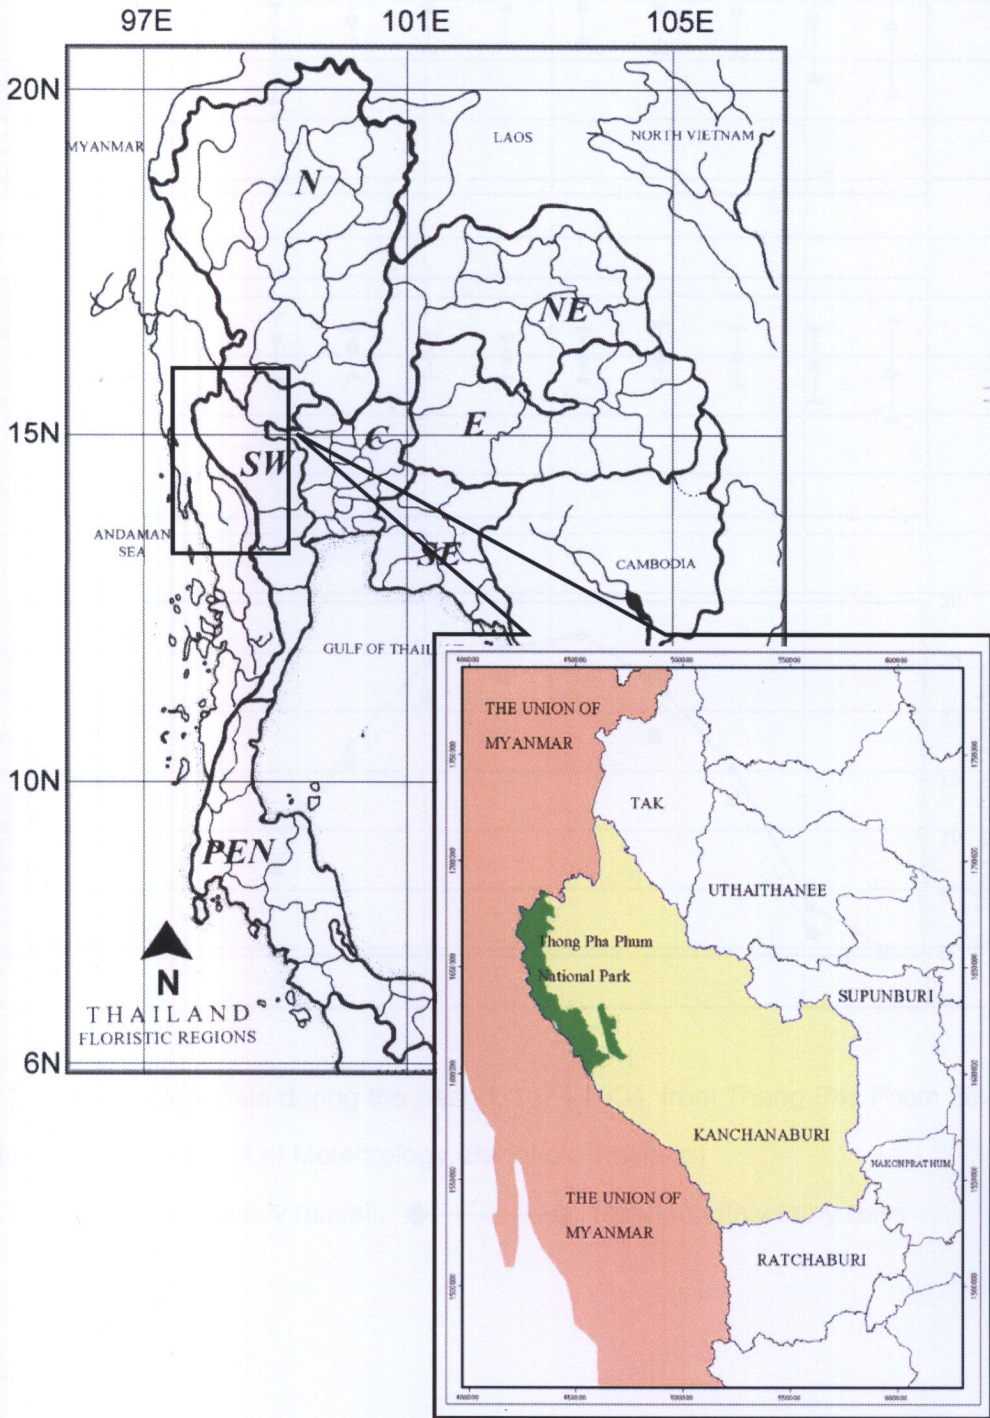 97E 101E 105E
20N
MYANMAR
LAOS
NORTH VIETNAM
N
NE
15N
C
E
SW
ANDAMAN
SEA
SE
CAMBODIA
GULF OF THAIL
10N
PEN
N
THAILAND
FLORISTIC REGIONS
6N
THE UNION OF
MYANMAR
TAK
UTHAITHANEE
Thong Pha Phum
National Park
SUPUNBURI
KANCHANABURI
NAKONPRATHUM
THE UNION OF
MYANMAR
RATCHABURI